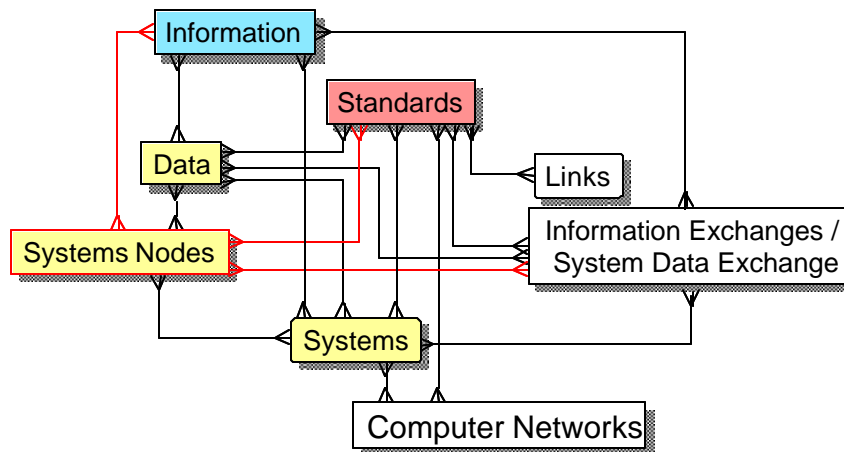 Information
Standards
Data
Links
Systems Nodes
Information Exchanges /
System Data Exchange
Systems
Computer Networks